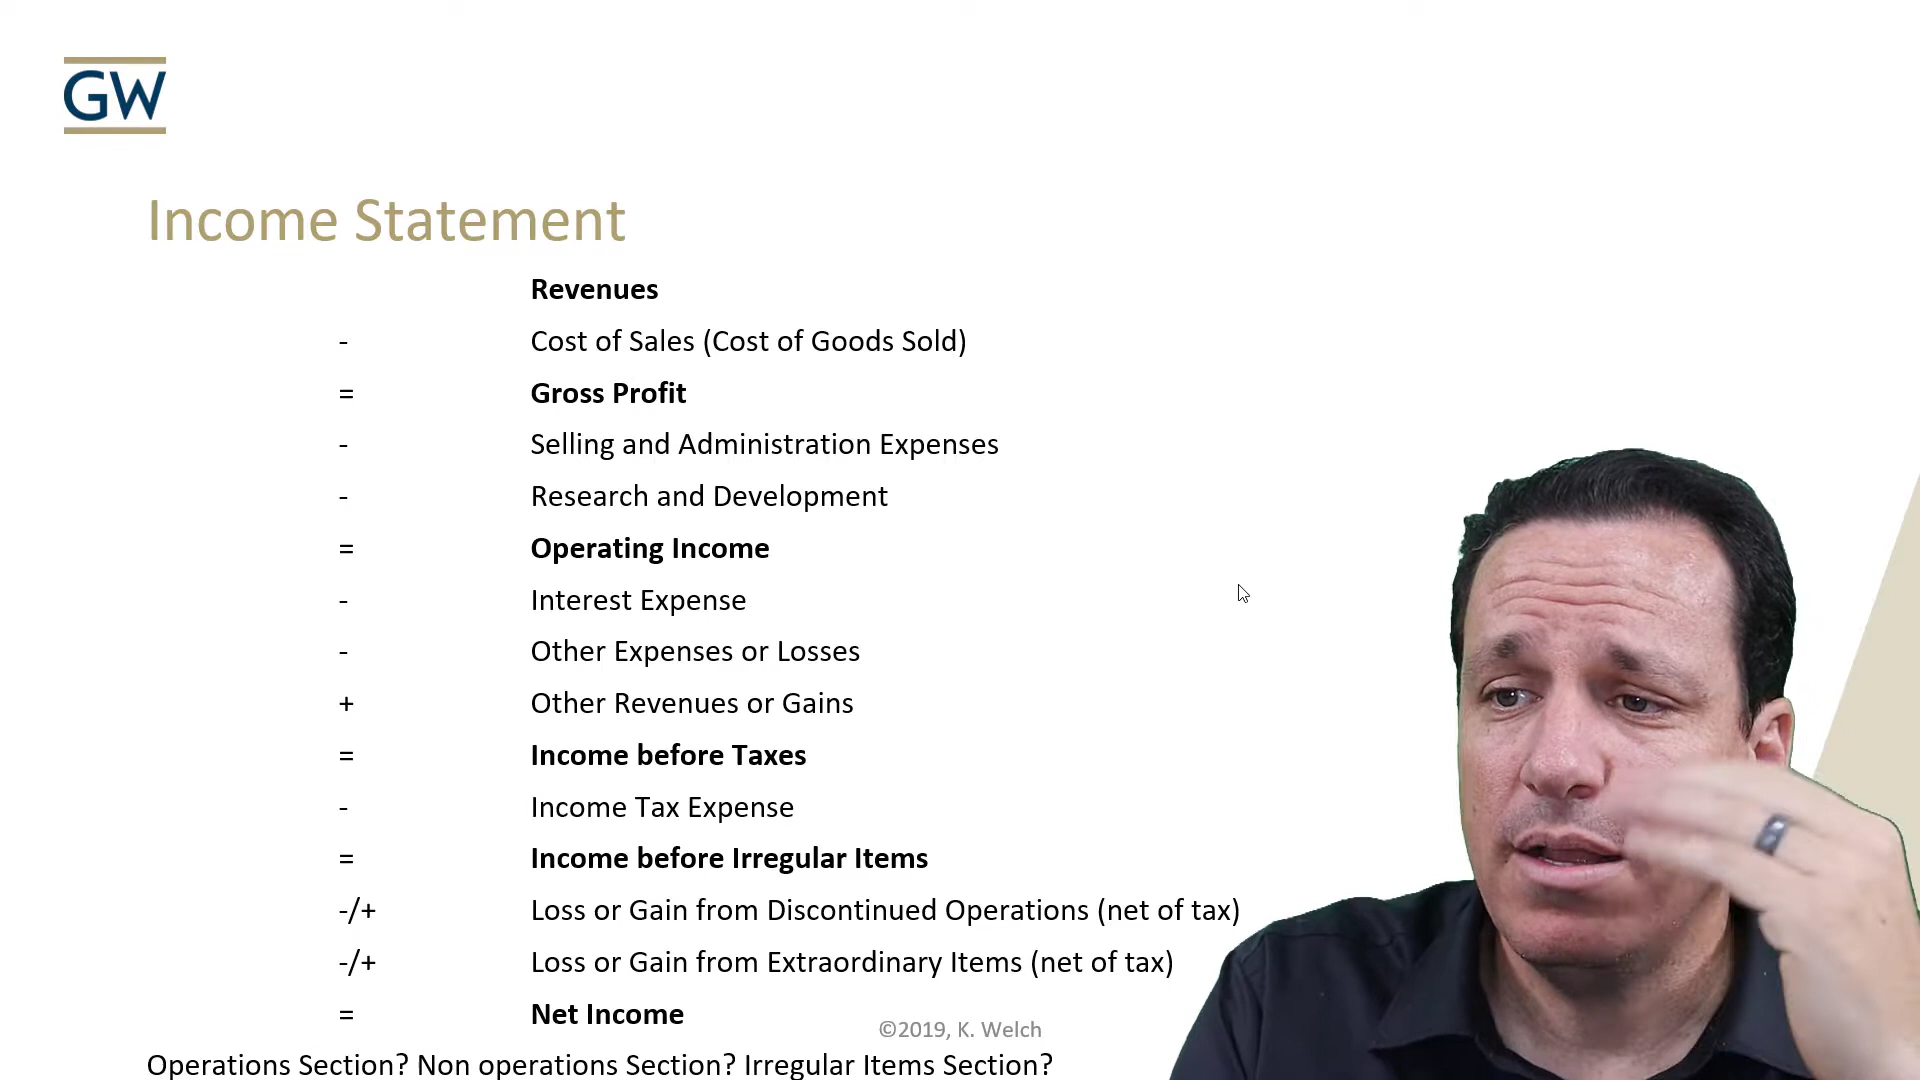 GW
Income Statement
Revenues
- Cost of Sales (Cost of Goods Sold)
= Gross Profit
- Selling and Administration Expenses
- Research and Development
= Operating Income
- Interest Expense
- Other Expenses or Losses
+ Other Revenues or Gains
= Income before Taxes
- Income Tax Expense
= Income before Irregular Items
-/+ Loss or Gain from Discontinued Operations (net of tax)
-/+ Loss or Gain from Extraordinary Items (net of tax)
= Net Income
©2019, K. Welch
Operations Section? Non operations Section? Irregular Items Section?